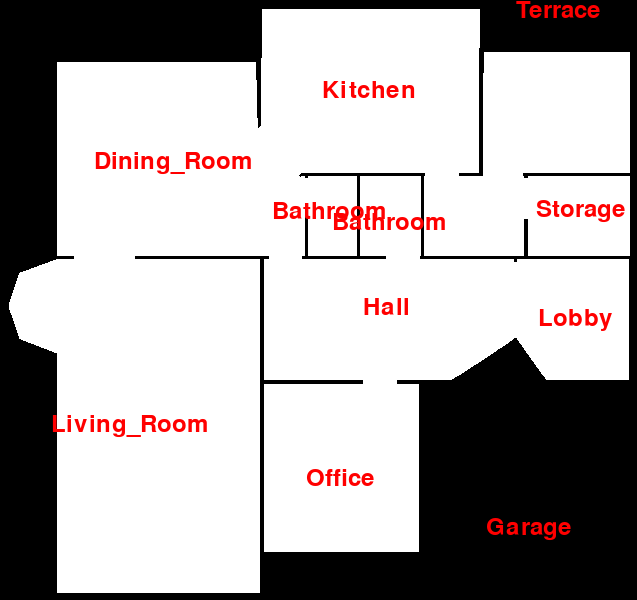 Terrace
Kitchen
Dining_Room
Bathroom
Bathroom
Storage
Hall
Lobby
Living_Room
Office
Garage